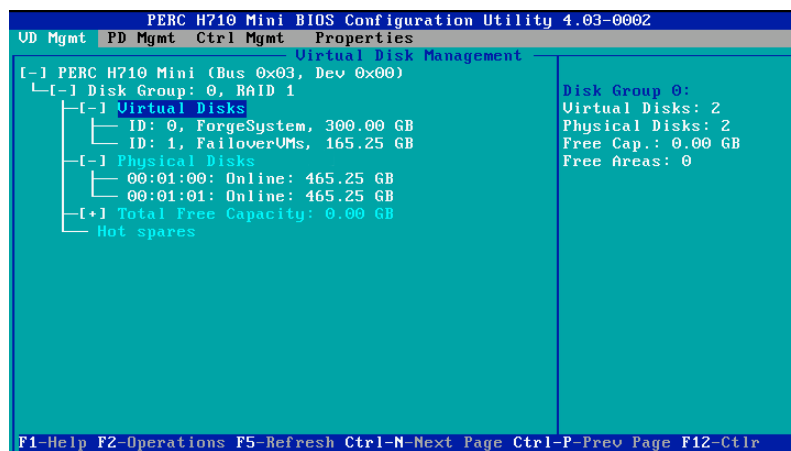 PERC H710 Mini BIOS Configuration Utility 4.03-0002
VD Mgmt PD Mgmt Ctrl Mgmt Properties
Virtual Disk Management
[-] PERC H710 Mini (Bus 0x03, Dev 0x00)
[-] Disk Group: 0, RAID 1
[-] Virtual Disks
ID: 0, ForgeSystem, 300.00 GB
ID: 1, FailoverVMs, 165.25 GB
[-] Physical Disks
00:01:00: Online: 465.25 GB
00:01:01: Online: 465.25 GB
[+] Total Free Capacity: 0.00 GB
Hot spares
Disk Group 0:
Virtual Disks: 2
Physical Disks: 2
Free Cap.: 0.00 GB
Free Areas: 0
F1-Help F2-Operations F5-Refresh Ctrl-N-Next Page Ctrl-P-Prev Page F12-Ctlr